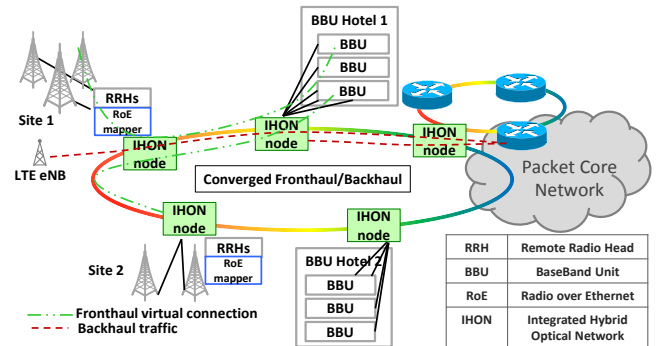 BBU Hotel 1
BBU
BBU
BBU
Site 1
RRHs
RoE
mapper
LTE eNB
IHON
node
IHON
node
IHON
node
Converged Fronthaul/Backhaul
Packet Core
Network
IHON
node
IHON
node
Site 2
RRHs
RoE
mapper
BBU Hotel 2
BBU
BBU
BBU
Fronthaul virtual connection
Backhaul traffic
RRH Remote Radio Head
BBU BaseBand Unit
RoE Radio over Ethernet
IHON Integrated Hybrid
Optical Network